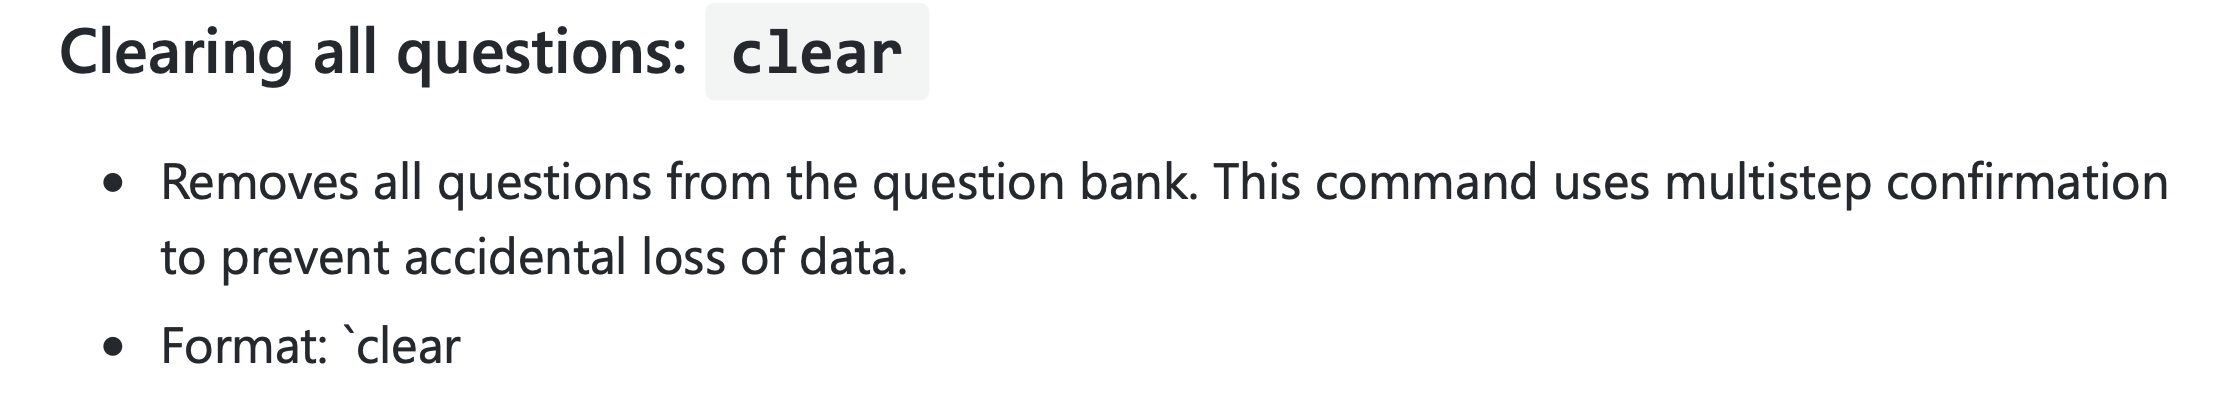 Clearing all questions: clear
• Removes all questions from the question bank. This command uses multistep confirmation
to prevent accidental loss of data.
• Format: `clear